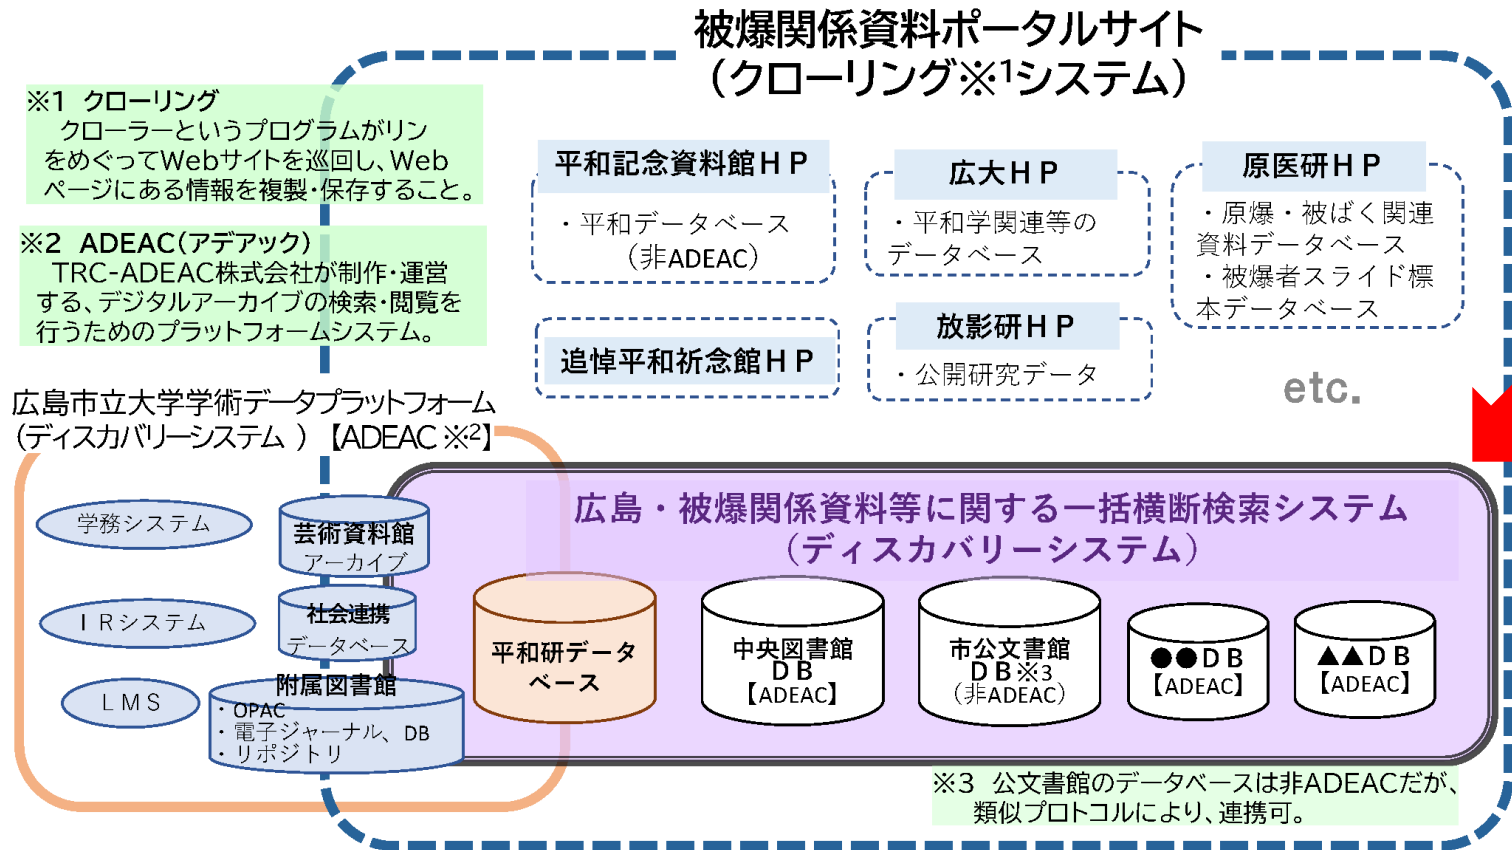 被爆関係資料ポータルサイト
（クローリング※1システム）
※1 クローリング
クローラーというプログラムがリン
をめぐってWebサイトを巡回し、Web
ページにある情報を複製・保存すること。
※2 ADEAC（アデアック）
TRC-ADEAC株式会社が制作・運営
する、デジタルアーカイブの検索・閲覧を
行うためのプラットフォームシステム。
平和記念資料館ＨＰ
・平和データベース
（非ADEAC）
広大ＨＰ
・平和学関連等の
データベース
原医研ＨＰ
・原爆・被ばく関連
資料データベース
・被爆者スライド標
本データベース
追悼平和祈念館ＨＰ
放影研ＨＰ
・公開研究データ
etc.
広島市立大学学術データプラットフォーム
（ディスカバリーシステム ）【ADEAC※2】
学務システム
ＩＲシステム
ＬＭＳ
芸術資料館
アーカイブ
社会連携
データベース
附属図書館
・OPAC
・電子ジャーナル、DB
・リポジトリ
広島・被爆関係資料等に関する一括横断検索システム
（ディスカバリーシステム）
平和研データ
ベース
中央図書館
ＤＢ
【ADEAC】
市公文書館
ＤＢ※3
（非ADEAC）
●●ＤＢ
【ADEAC】
▲▲ＤＢ
【ADEAC】
※3 公文書館のデータベースは非ADEACだが、
類似プロトコルにより、連携可。